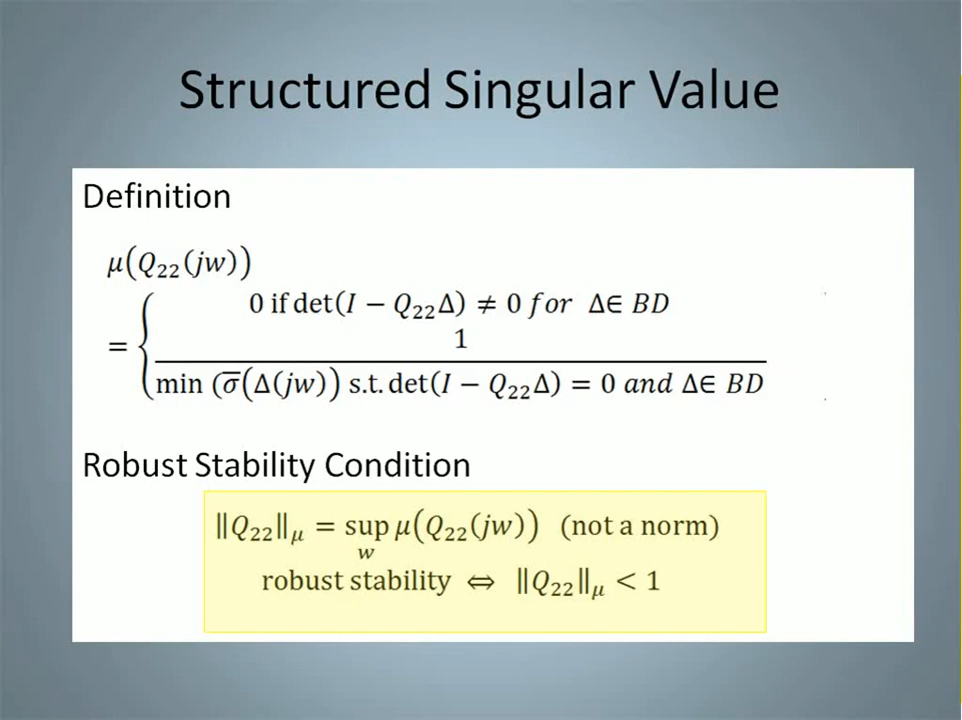 Structured Singular Value
Definition
μ(Q₂₂(jw))
= { 0 if det(I − Q₂₂Δ) ≠ 0 for Δ∈ BD
1
min (σ̅(Δ(jw)) s.t. det(I − Q₂₂Δ) = 0 and Δ∈ BD
Robust Stability Condition
‖Q₂₂‖μ = sup μ(Q₂₂(jw)) (not a norm)
w
robust stability ⇔ ‖Q₂₂‖μ < 1